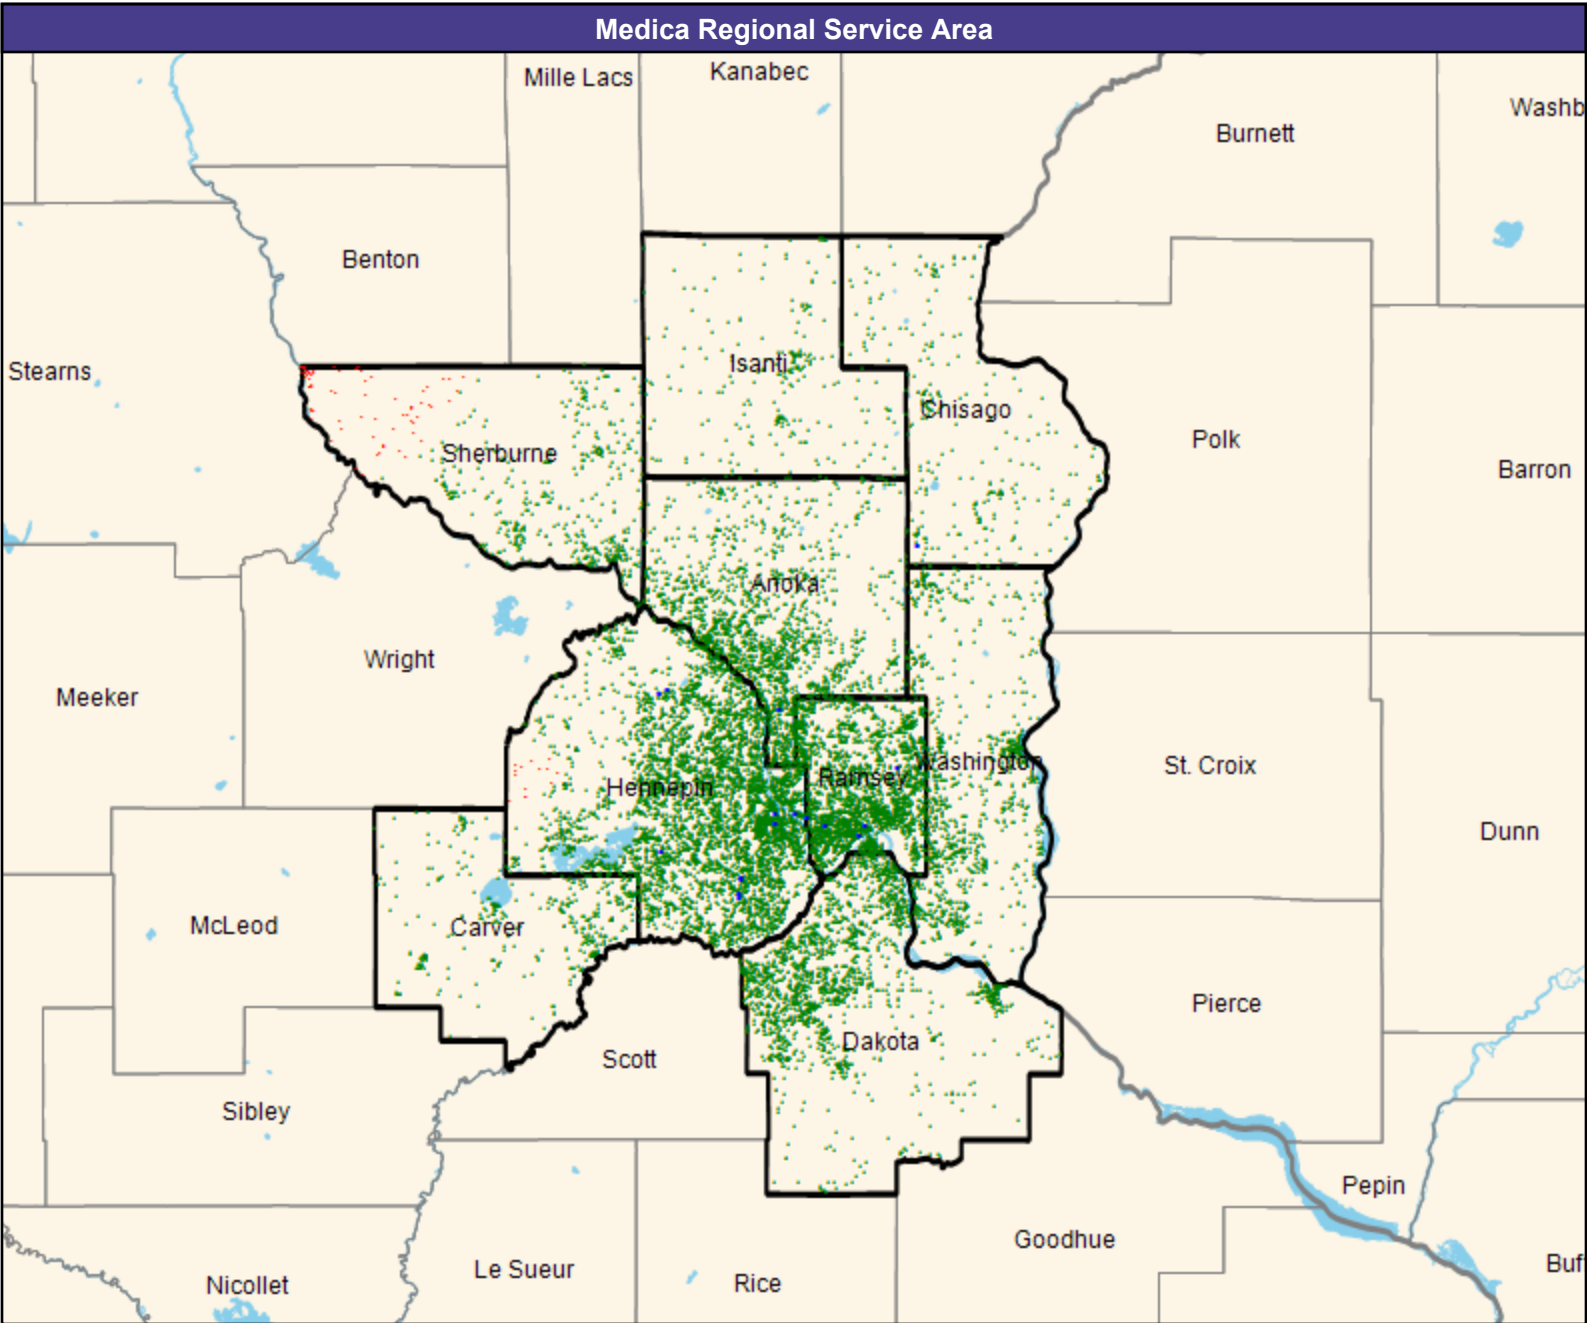 Medica Regional Service Area
Mille Lacs
Kanabec
Washb
Burnett
Benton
Isanti
Stearns
Chisago
Polk
Sherburne
Barron
Anoka
Wright
Meeker
Washington
St. Croix
Ramsey
Hennepin
Dunn
McLeod
Carver
Pierce
Dakota
Scott
Sibley
Pepin
Goodhue
Buf
Le Sueur
Nicollet
Rice